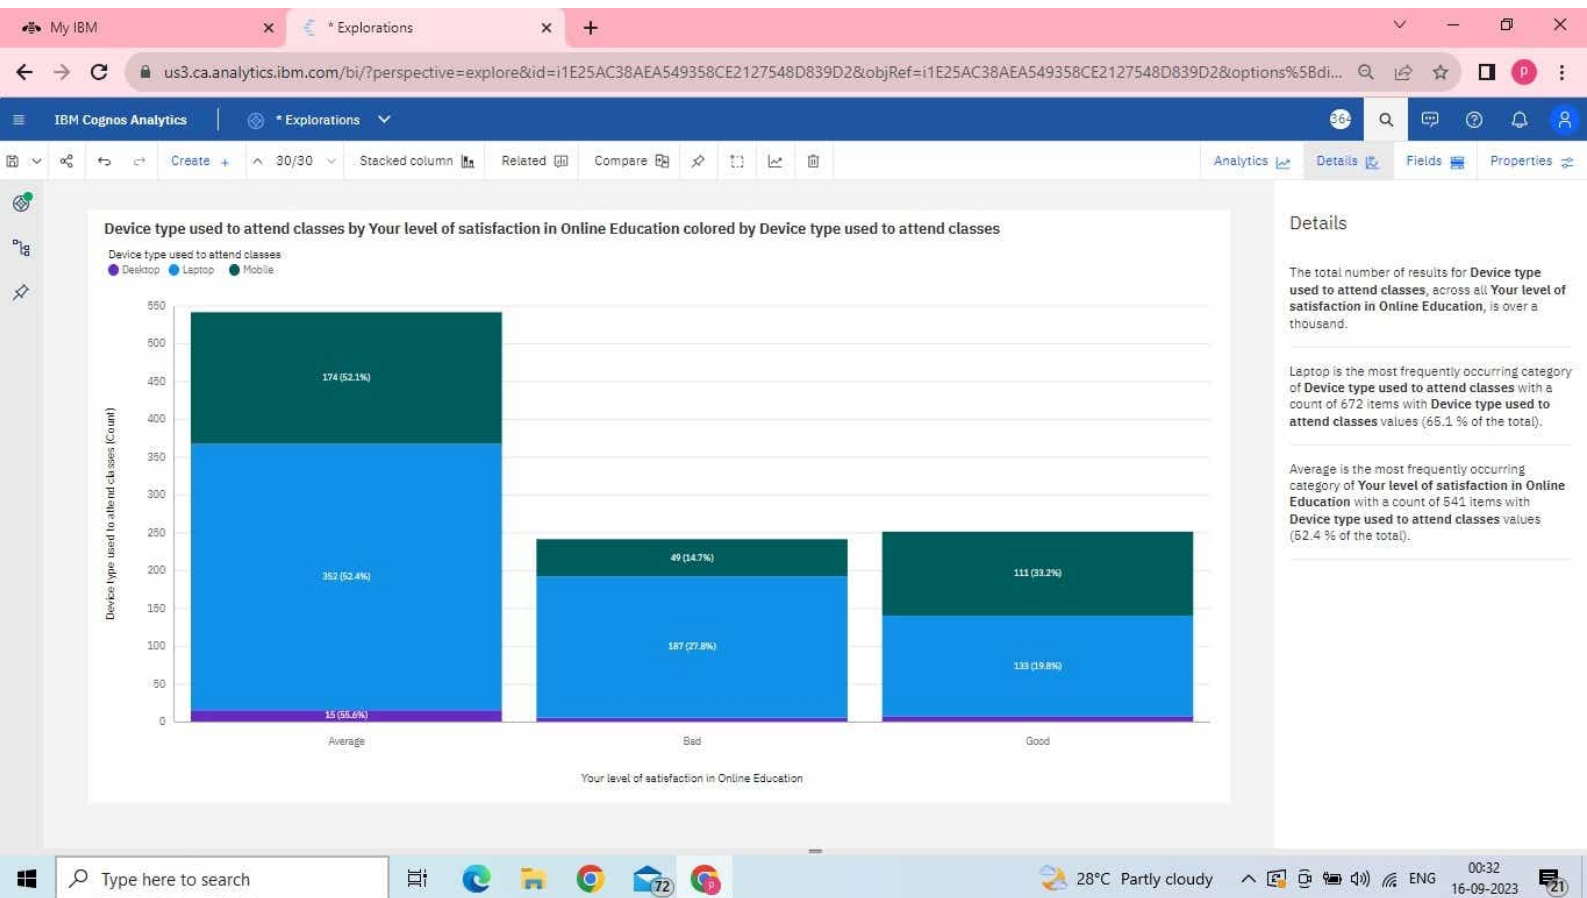 My IBM
* Explorations
us3.ca.analytics.ibm.com/bi/?perspective=explore&id=i1E25AC38AEA549358CE2127548D839D2&objRef=i1E25AC38AEA549358CE2127548D839D2&options%5Bdi...
P
IBM Cognos Analytics
* Explorations
364
Create +
30/30
Stacked column
Related
Compare
Analytics
Details
Fields
Properties
Device type used to attend classes by Your level of satisfaction in Online Education colored by Device type used to attend classes
Device type used to attend classes
Desktop Laptop Mobile
550
500
450
400
350
300
250
200
150
100
50
0
Device type used to attend classes (Count)
174 (52.1%)
352 (52.4%)
15 (55.6%)
49 (14.7%)
187 (27.8%)
111 (33.2%)
133 (19.8%)
Average
Bad
Good
Your level of satisfaction in Online Education
Details
The total number of results for Device type
used to attend classes, across all Your level of
satisfaction in Online Education, is over a
thousand.
Laptop is the most frequently occurring category
of Device type used to attend classes with a
count of 672 items with Device type used to
attend classes values (65.1 % of the total).
Average is the most frequently occurring
category of Your level of satisfaction in Online
Education with a count of 541 items with
Device type used to attend classes values
(52.4 % of the total).
Type here to search
72
P
28°C Partly cloudy
ENG
00:32
16-09-2023
21